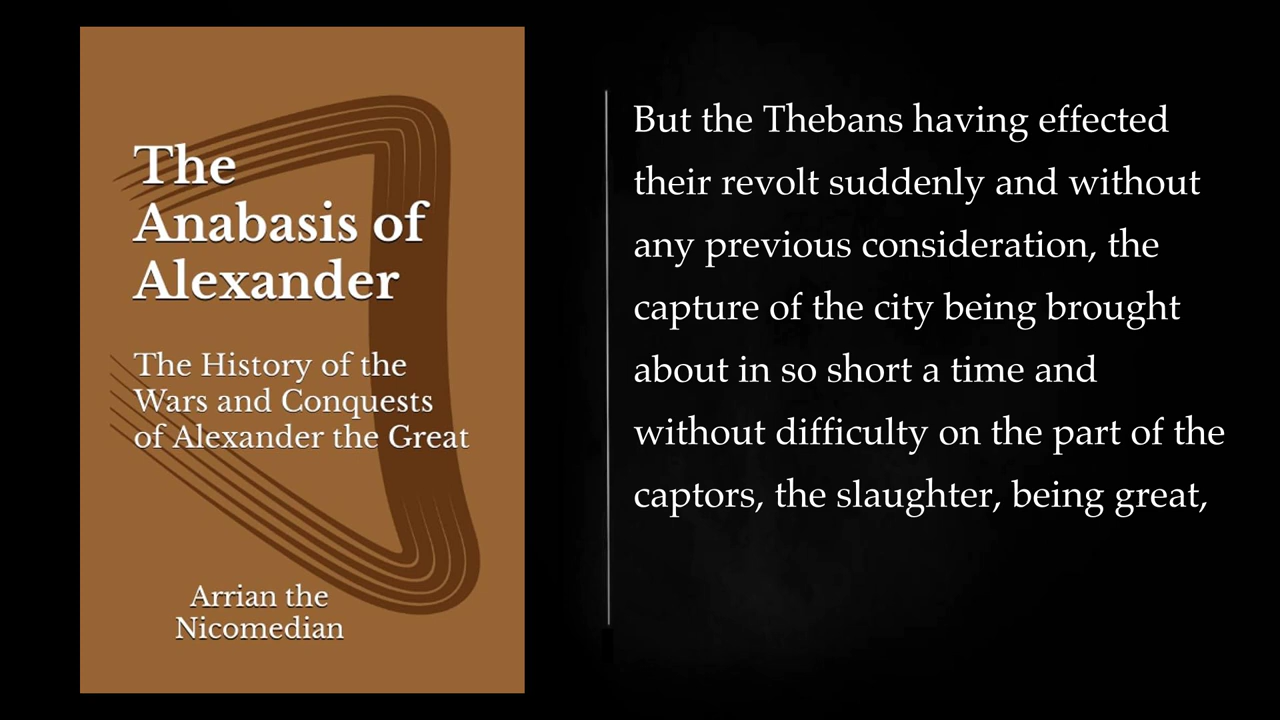 The
Anabasis of
Alexander
The History of the
Wars and Conquests
of Alexander the Great
Arrian the
Nicomedian
But the Thebans having effected
their revolt suddenly and without
any previous consideration, the
capture of the city being brought
about in so short a time and
without difficulty on the part of the
captors, the slaughter, being great,